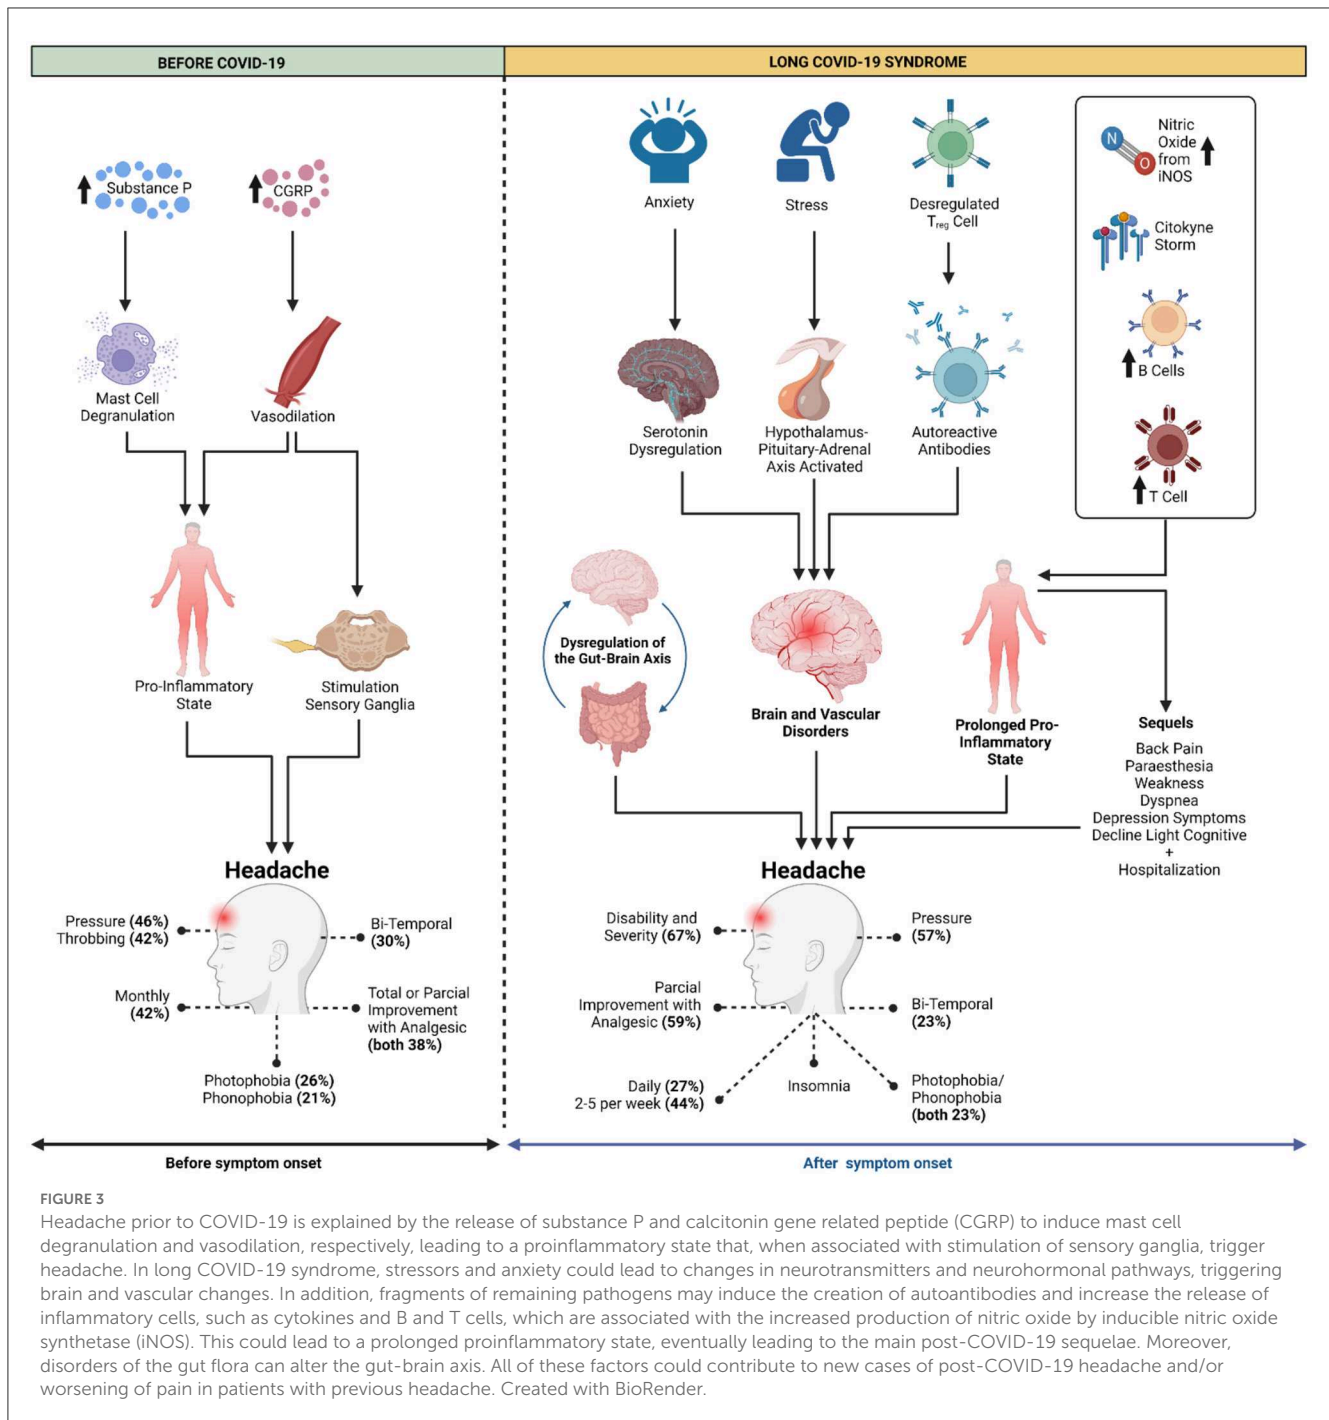 BEFORE COVID-19
LONG COVID-19 SYNDROME
Substance P
CGRP
Mast Cell
Degranulation
Vasodilation
Pro-Inflammatory
State
Stimulation
Sensory Ganglia
Headache
Pressure (46%)
Throbbing (42%)
Bi-Temporal
(30%)
Monthly
(42%)
Total or Parcial
Improvement
with Analgesic
(both 38%)
Photophobia (26%)
Phonophobia (21%)
Before symptom onset
Anxiety
Stress
Desregulated
Treg Cell
N
O
Nitric
Oxide
from
iNOS
Citokyne
Storm
B Cells
T Cell
Serotonin
Dysregulation
Hypothalamus-
Pituitary-Adrenal
Axis Activated
Autoreactive
Antibodies
Dysregulation of
the Gut-Brain Axis
Brain and Vascular
Disorders
Prolonged Pro-
Inflammatory
State
Sequels
Back Pain
Paraesthesia
Weakness
Dyspnea
Depression Symptoms
Decline Light Cognitive
+
Hospitalization
Headache
Disability and
Severity (67%)
Pressure
(57%)
Parcial
Improvement with
Analgesic (59%)
Bi-Temporal
(23%)
Daily (27%)
2-5 per week (44%)
Insomnia
Photophobia/
Phonophobia
(both 23%)
After symptom onset
FIGURE 3
Headache prior to COVID-19 is explained by the release of substance P and calcitonin gene related peptide (CGRP) to induce mast cell
degranulation and vasodilation, respectively, leading to a proinflammatory state that, when associated with stimulation of sensory ganglia, trigger
headache. In long COVID-19 syndrome, stressors and anxiety could lead to changes in neurotransmitters and neurohormonal pathways, triggering
brain and vascular changes. In addition, fragments of remaining pathogens may induce the creation of autoantibodies and increase the release of
inflammatory cells, such as cytokines and B and T cells, which are associated with the increased production of nitric oxide by inducible nitric oxide
synthetase (iNOS). This could lead to a prolonged proinflammatory state, eventually leading to the main post-COVID-19 sequelae. Moreover,
disorders of the gut flora can alter the gut-brain axis. All of these factors could contribute to new cases of post-COVID-19 headache and/or
worsening of pain in patients with previous headache. Created with BioRender.